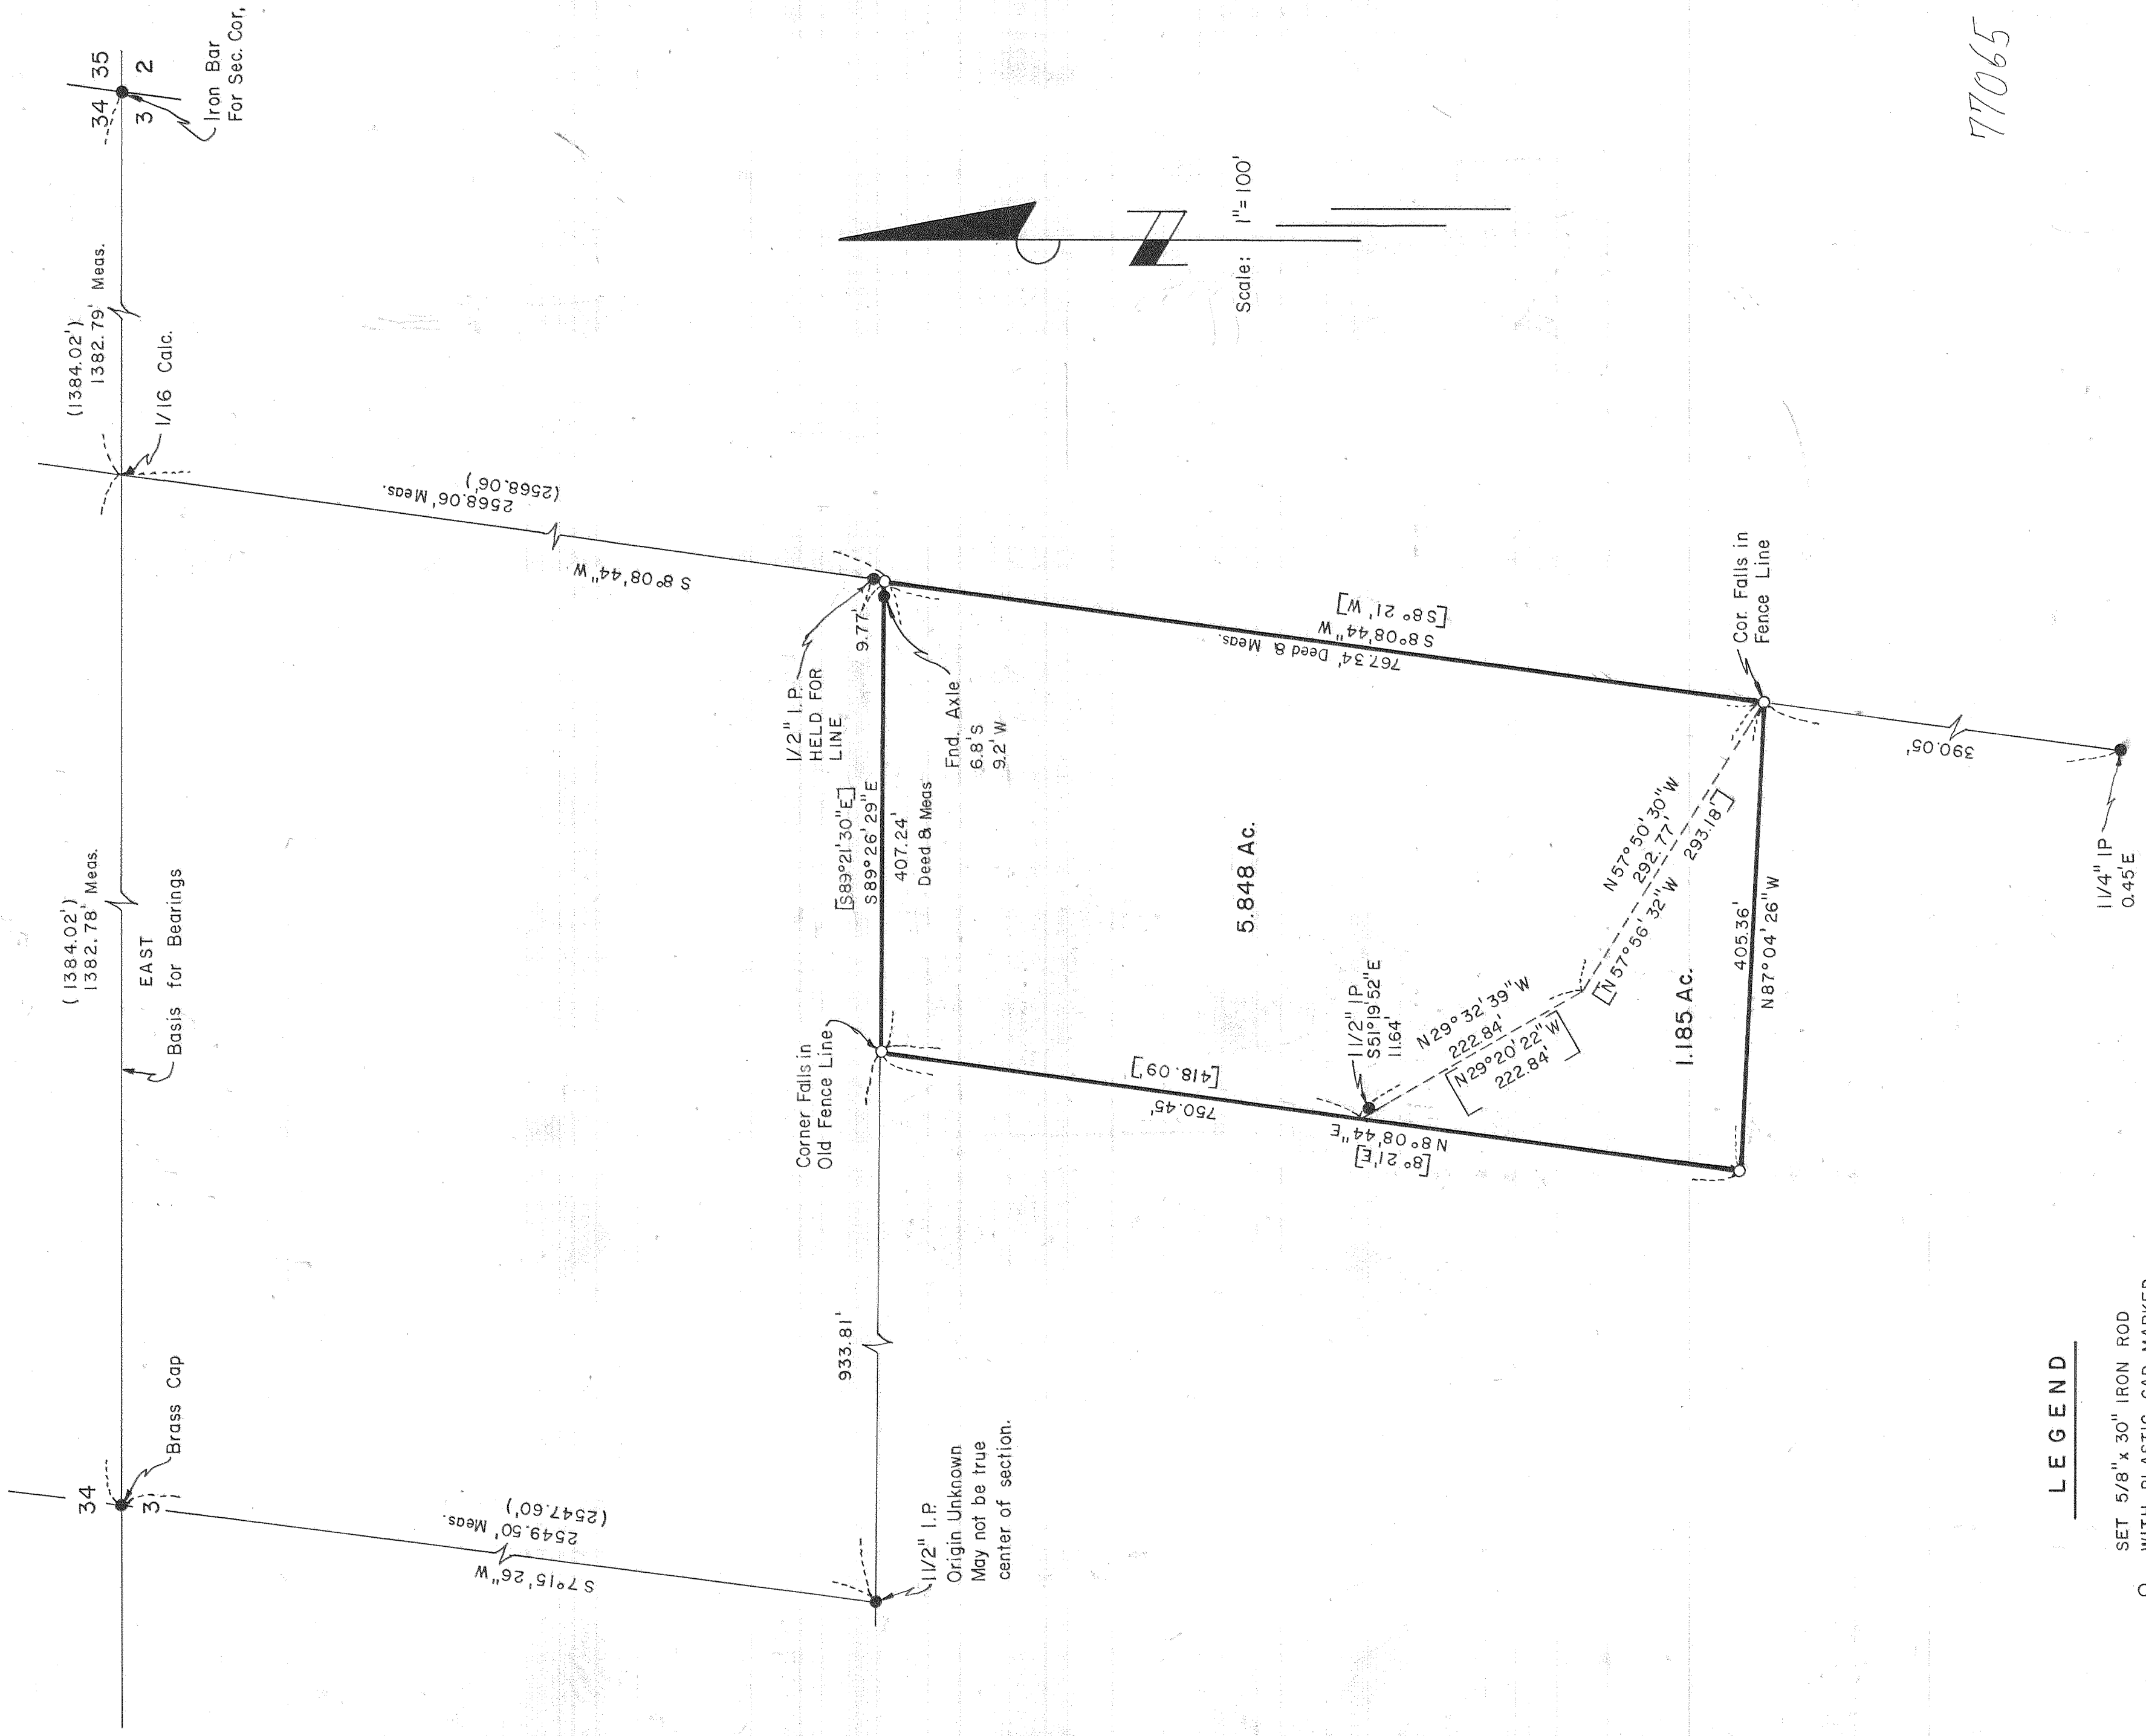 34
3
Brass Cap
(1384.02')
1382.78' Meas.
EAST
Basis for Bearings
(1384.02')
1382.79' Meas.
1/16 Calc.
34 35
3 2
Iron Bar
For Sec. Cor,
S 7°15'26"W
2549.50' Meas.
(2547.60')
1 1/2" I.P.
Origin Unknown
May not be true
center of section.
933.81'
Corner Falls in
Old Fence Line
S 8°08'44"W
2568.06' Meas.
(2568.06')
1/2" I.P.
HELD FOR
LINE
9.77'
[S89°21'30"E]
S89°26'29"E
407.24'
Deed & Meas
Fnd. Axle
6.8'S
9.2'W
Scale: 1"=100'
N
[S8° 21' W]
S8°08'44"W
767.34' Deed & Meas.
5.848 Ac.
[418.09']
750.45'
N8°08'44"E
[8°21'E]
1 1/2" IP
S51°19'52"E
11.64'
N29°32'39"W
222.84'
[N29°20'22"W
222.84']
N57°50'30"W
292.77'
[N57°56'32"W 293.18']
1.185 Ac.
405.36'
N87°04'26"W
Cor. Falls in
Fence Line
390.05'
1 1/4" IP
0.45'E
77065
LEGEND
SET 5/8"x 30" IRON ROD
WITH PLASTIC CAP MARKED